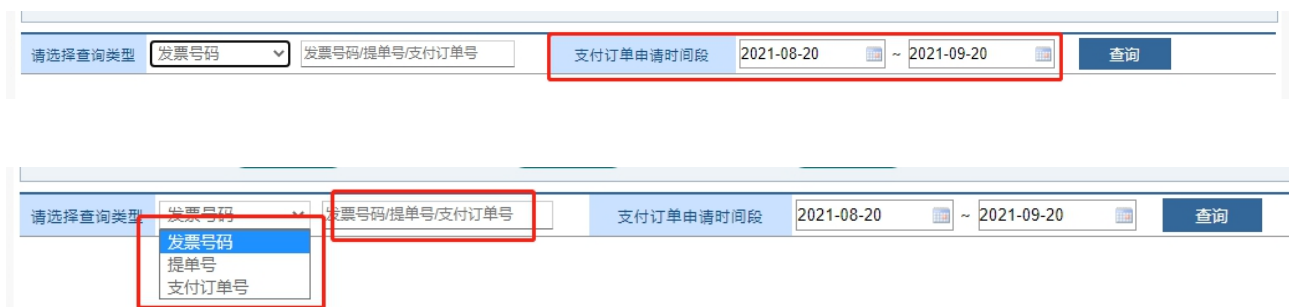 请选择查询类型 发票号码 发票号码/提单号/支付订单号 支付订单申请时间段 2021-08-20 ~ 2021-09-20 查询
请选择查询类型 发票号码 发票号码/提单号/支付订单号 支付订单申请时间段 2021-08-20 ~ 2021-09-20 查询
发票号码
提单号
支付订单号